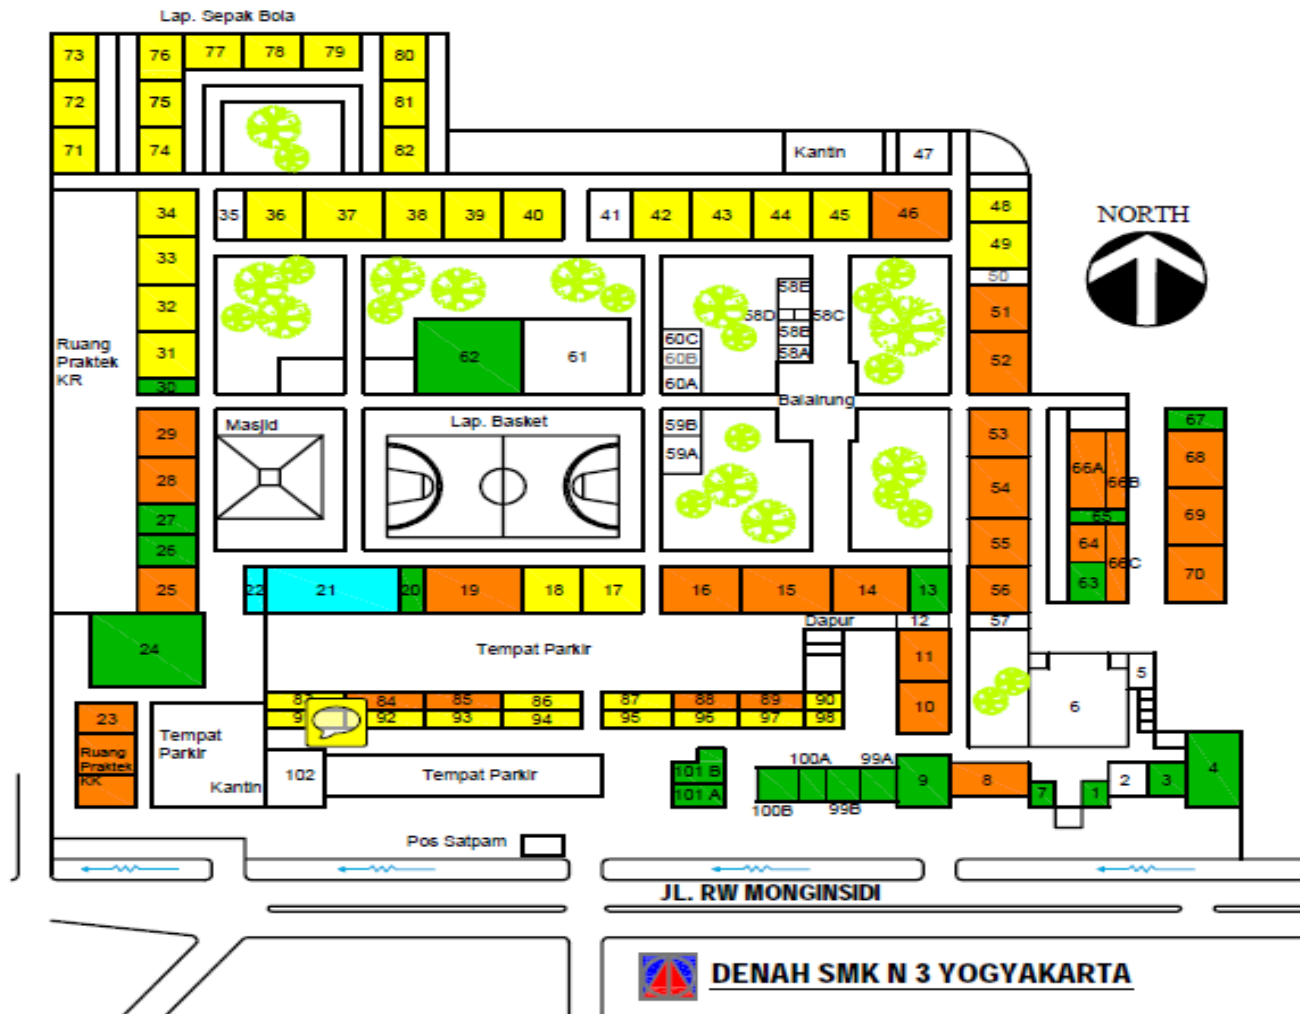 Lap. Sepak Bola
73 76 77 78 79 80
72 75 81
71 74 82
Kantin 47
34 35 36 37 38 39 40 41 42 43 44 45 46 48
NORTH
33 49
50
32 58E 51
58D 58C
58B
31 62 61 60C 58A 52
60B
60A
Ruang
Praktek
KR
30
Balairung
29 Masjid Lap. Basket 59B 53 67
59A
28 54 66A 66B 68
27 65 69
26 55 64 66C
25 22 21 20 19 18 17 16 15 14 13 56 63 70
Dapur 12 57
24 Tempat Parkir 11
5
84 85 86 87 88 89 90 10 6
92 93 94 95 96 97 98
23
Ruang
Praktek
KK
Tempat
Parkir
Kantin
102 Tempat Parkir
101 B 100A 99A
101 A 100B 99B
9 8 7 1 2 3 4
Pos Satpam
JL. RW MONGINSIDI
DENAH SMK N 3 YOGYAKARTA